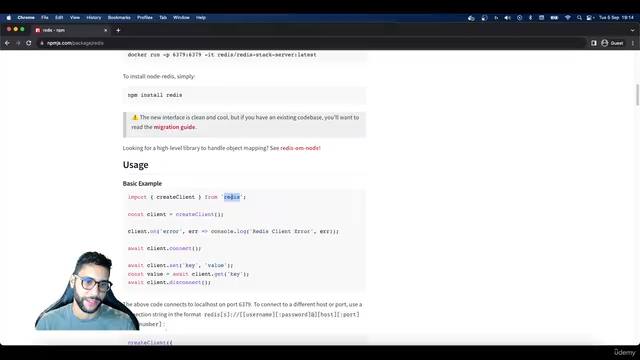 Chrome File Edit View History Bookmarks Profiles Tab Window Help
Tue 5 Sep 19:14
redis - npm
npmjs.com/package/redis
Guest
docker run -p 6379:6379 -it redis/redis-stack-server:latest
To install node-redis, simply:
npm install redis
⚠️ The new interface is clean and cool, but if you have an existing codebase, you'll want to
read the migration guide.
Looking for a high-level library to handle object mapping? See redis-om-node!
Usage
Basic Example
import { createClient } from 'redis';
const client = createClient();
client.on('error', err => console.log('Redis Client Error', err));
await client.connect();
await client.set('key', 'value');
const value = await client.get('key');
await client.disconnect();
The above code connects to localhost on port 6379. To connect to a different host or port, use a
nection string in the format redis[s]://[[username][:password]@][host][:port]
number] :
createClient({
ûdemy